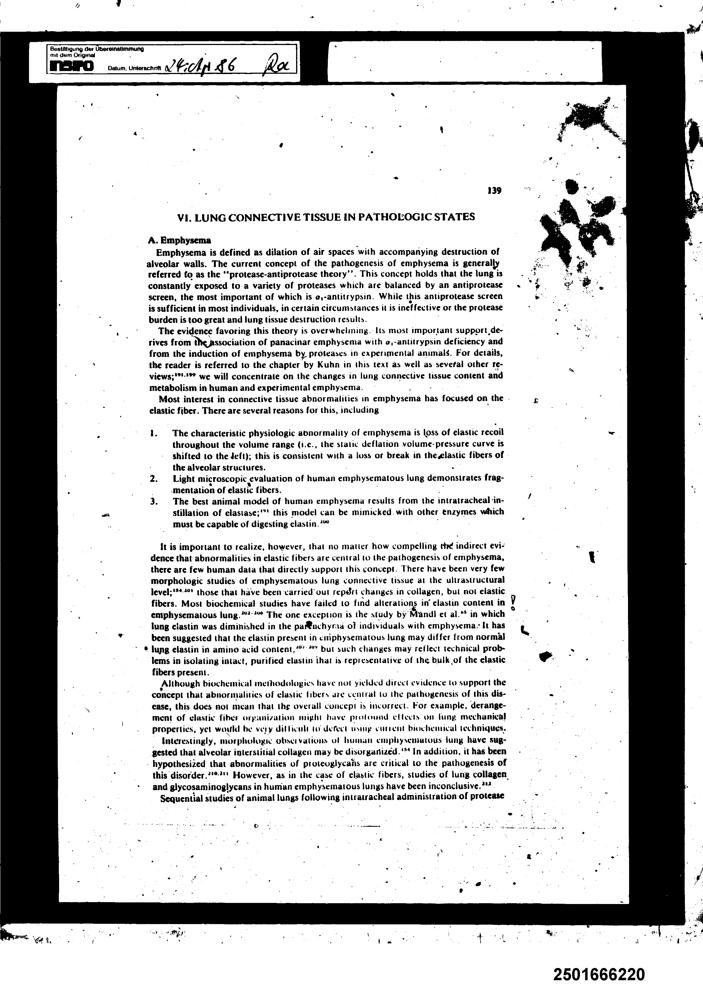 Bestätigung der Übereinstimmung
mit dem Original
INBIFO Datum, Unterschrift 24. Apr 86
139
VI. LUNG CONNECTIVE TISSUE IN PATHOLOGIC STATES
A. Emphysema
Emphysema is defined as dilation of air spaces with accompanying destruction of
alveolar walls. The current concept of the pathogenesis of emphysema is generally
referred to as the "protease-antiprotease theory". This concept holds that the lung is
constantly exposed to a variety of proteases which are balanced by an antiprotease
screen, the most important of which is α₁-antitrypsin. While this antiprotease screen
is sufficient in most individuals, in certain circumstances it is ineffective or the protease
burden is too great and lung tissue destruction results.
The evidence favoring this theory is overwhelming. Its most important support de-
rives from the association of panacinar emphysema with α₁-antitrypsin deficiency and
from the induction of emphysema by proteases in experimental animals. For details,
the reader is referred to the chapter by Kuhn in this text as well as several other re-
views; we will concentrate on the changes in lung connective tissue content and
metabolism in human and experimental emphysema.
Most interest in connective tissue abnormalities in emphysema has focused on the
elastic fiber. There are several reasons for this, including
1. The characteristic physiologic abnormality of emphysema is loss of elastic recoil
throughout the volume range (i.e., the static deflation volume-pressure curve is
shifted to the left); this is consistent with a loss or break in the elastic fibers of
the alveolar structures.
2. Light microscopic evaluation of human emphysematous lung demonstrates frag-
mentation of elastic fibers.
3. The best animal model of human emphysema results from the intratracheal in-
stillation of elastase; this model can be mimicked with other enzymes which
must be capable of digesting elastin.
It is important to realize, however, that no matter how compelling the indirect evi-
dence that abnormalities in elastic fibers are central to the pathogenesis of emphysema,
there are few human data that directly support this concept. There have been very few
morphologic studies of emphysematous lung connective tissue at the ultrastructural
level; those that have been carried out report changes in collagen, but not elastic
fibers. Most biochemical studies have failed to find alterations in elastin content in
emphysematous lung. The one exception is the study by Mandl et al. in which
lung elastin was diminished in the parenchyma of individuals with emphysema. It has
been suggested that the elastin present in emphysematous lung may differ from normal
lung elastin in amino acid content, but such changes may reflect technical prob-
lems in isolating intact, purified elastin that is representative of the bulk of the elastic
fibers present.
Although biochemical methodologies have not yielded direct evidence to support the
concept that abnormalities of elastic fibers are central to the pathogenesis of this dis-
ease, this does not mean that the overall concept is incorrect. For example, derange-
ment of elastic fiber organization might have profound effects on lung mechanical
properties, yet would be very difficult to detect using current biochemical techniques.
Interestingly, morphologic observations of human emphysematous lung have sug-
gested that alveolar interstitial collagen may be disorganized. In addition, it has been
hypothesized that abnormalities of proteoglycans are critical to the pathogenesis of
this disorder. However, as in the case of elastic fibers, studies of lung collagen
and glycosaminoglycans in human emphysematous lungs have been inconclusive.
Sequential studies of animal lungs following intratracheal administration of protease
2501666220